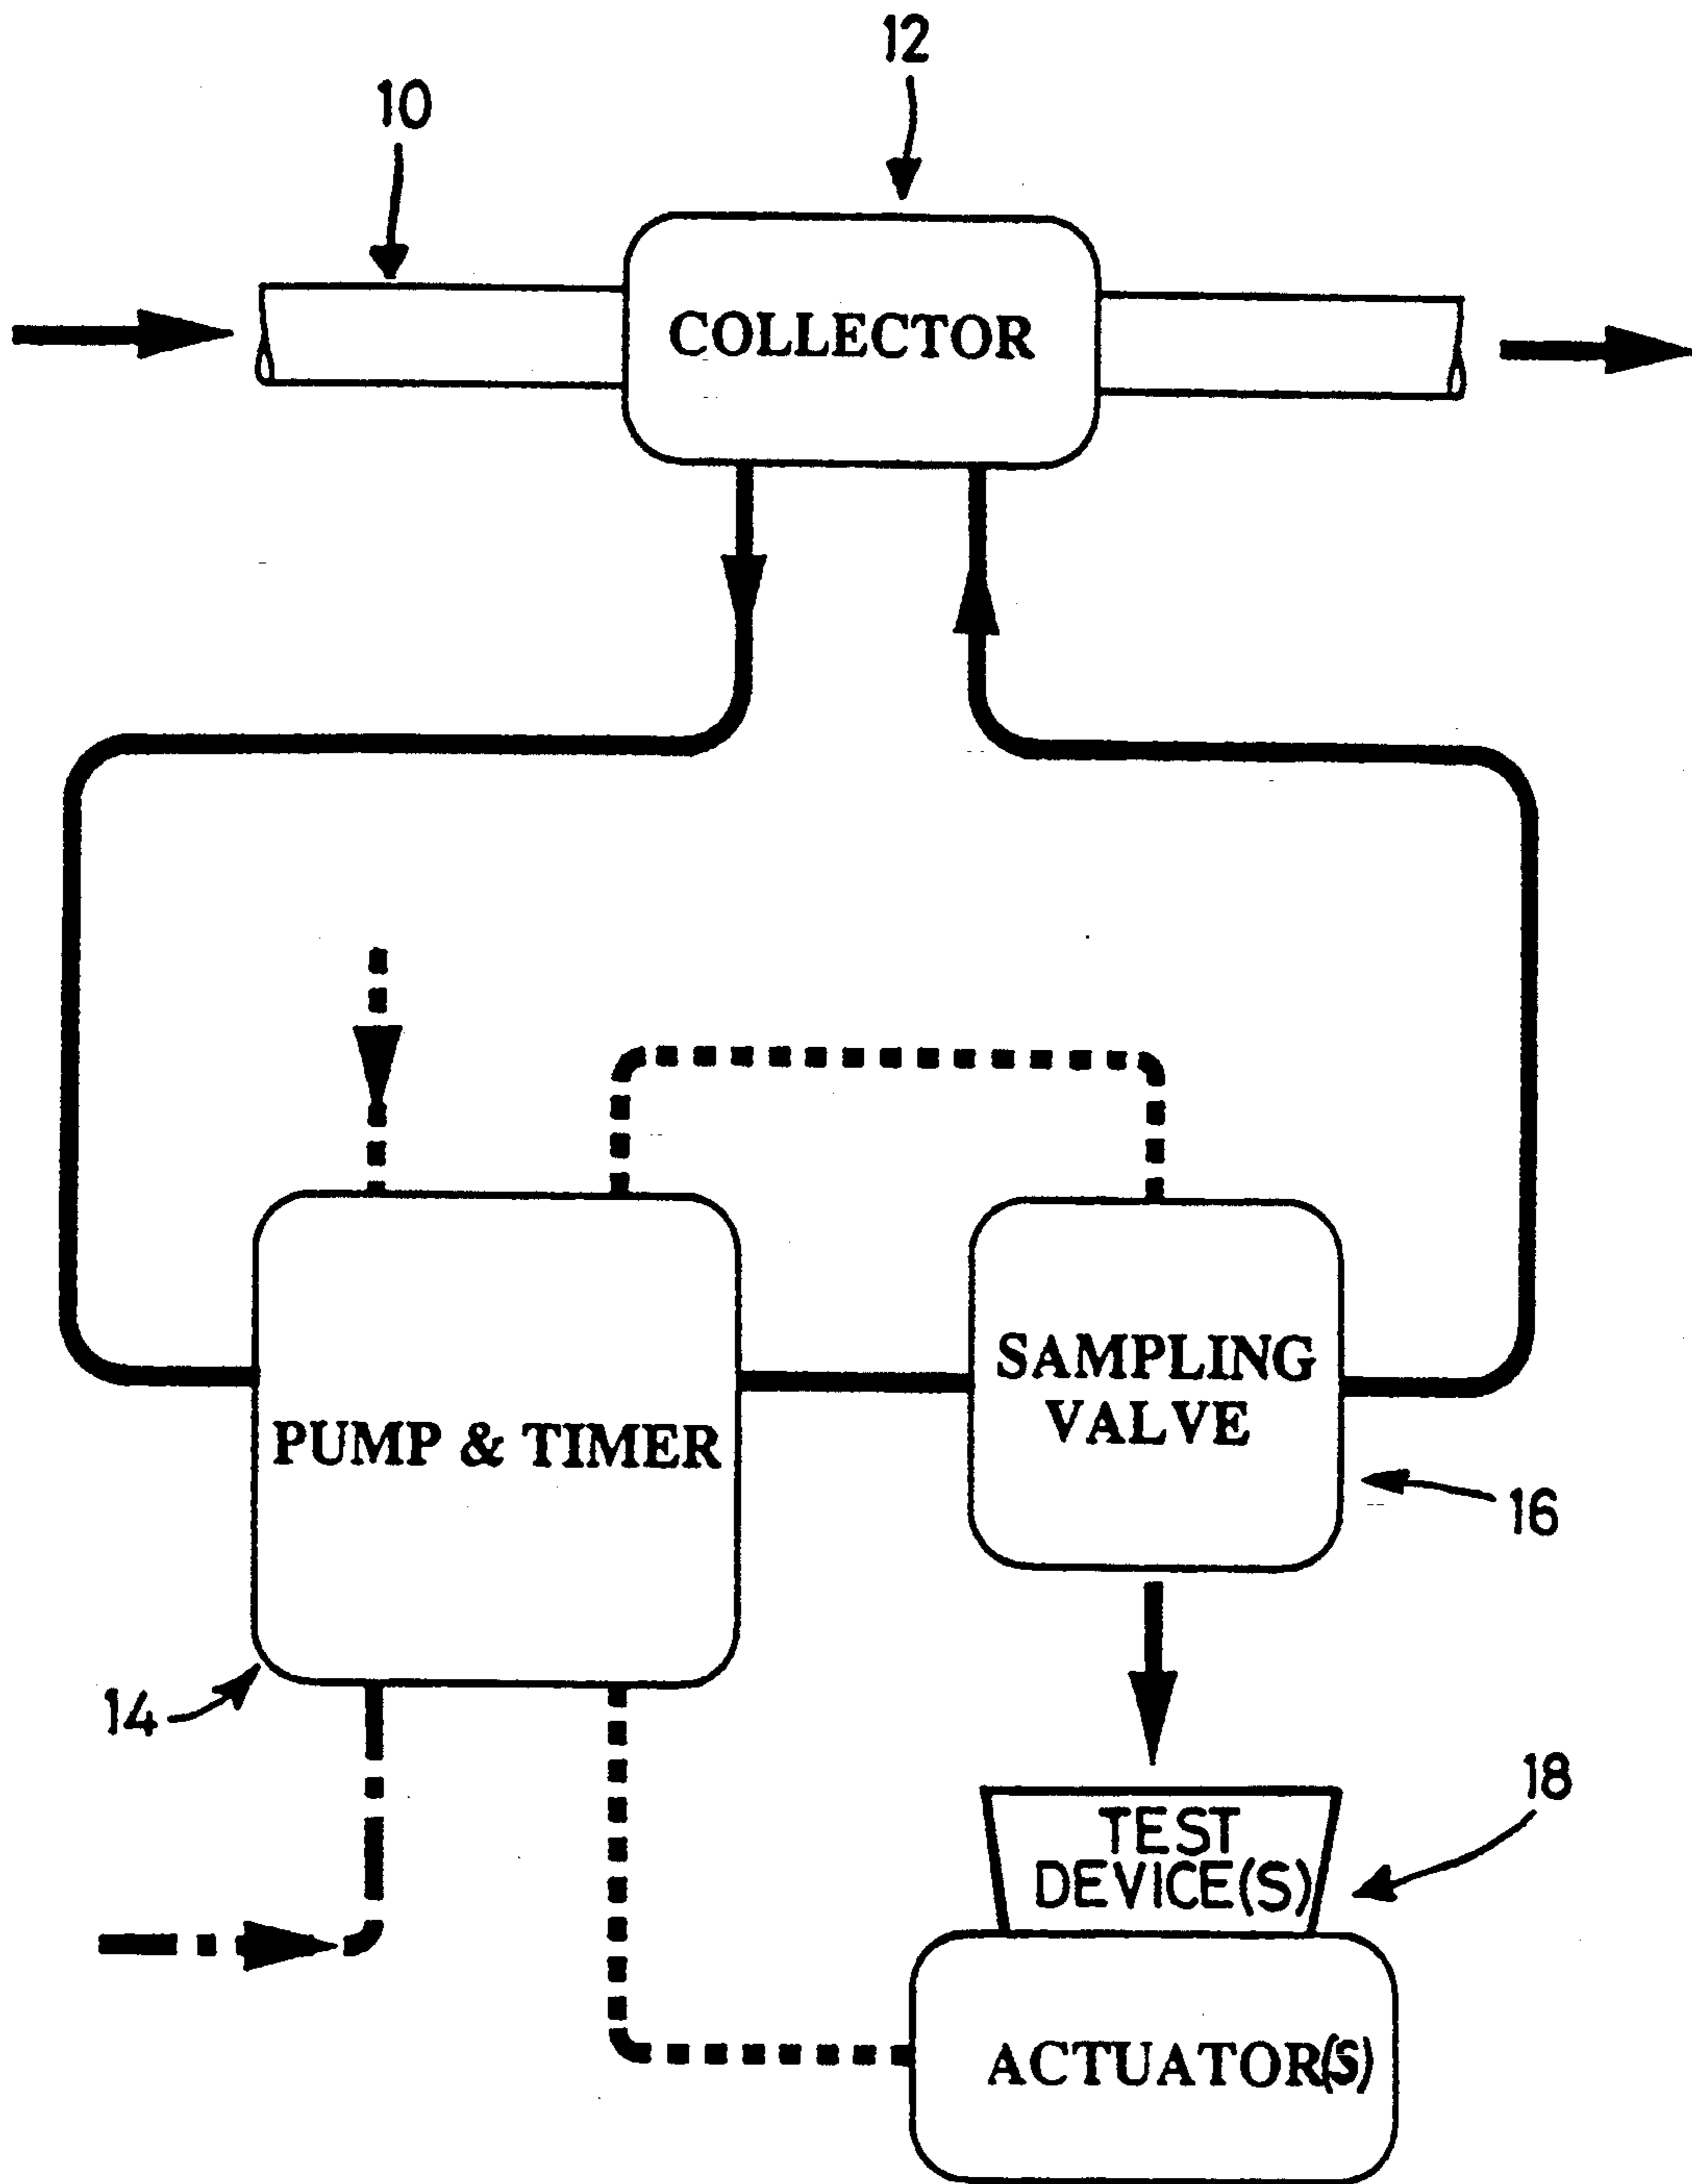 12
10
COLLECTOR
SAMPLING
VALVE
PUMP & TIMER
16
14
18
TEST
DEVICE(S)
ACTUATOR(S)